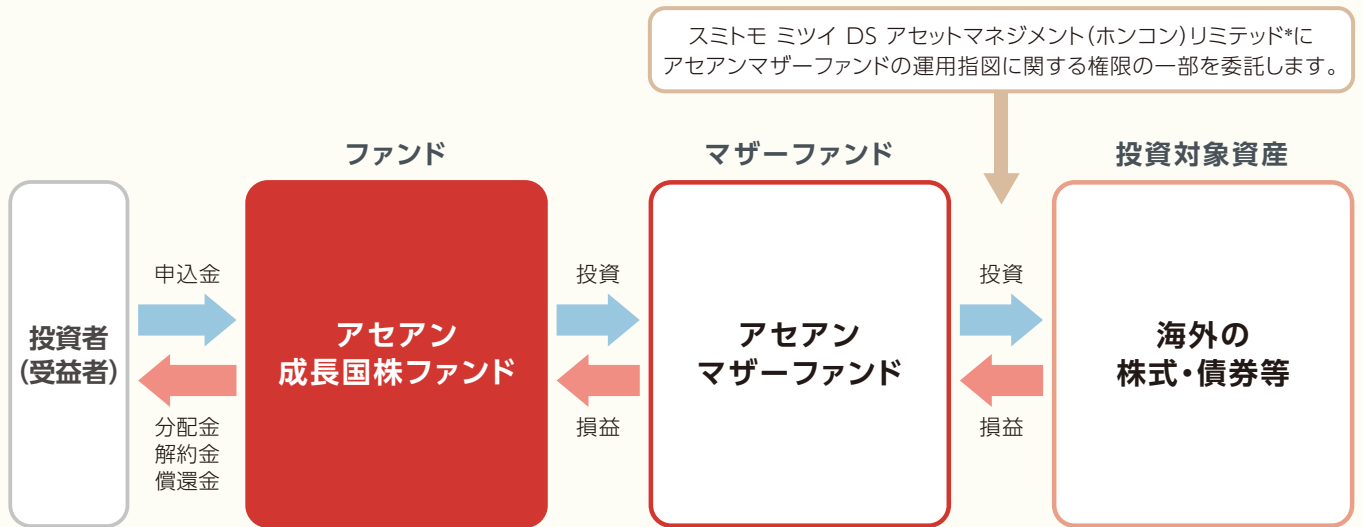 スミトモ ミツイ DS アセットマネジメント(ホンコン)リミテッド*に
アセアンマザーファンドの運用指図に関する権限の一部を委託します。
ファンド
マザーファンド
投資対象資産
投資者
(受益者)
申込金
分配金
解約金
償還金
アセアン
成長国株ファンド
投資
損益
アセアン
マザーファンド
投資
損益
海外の
株式・債券等